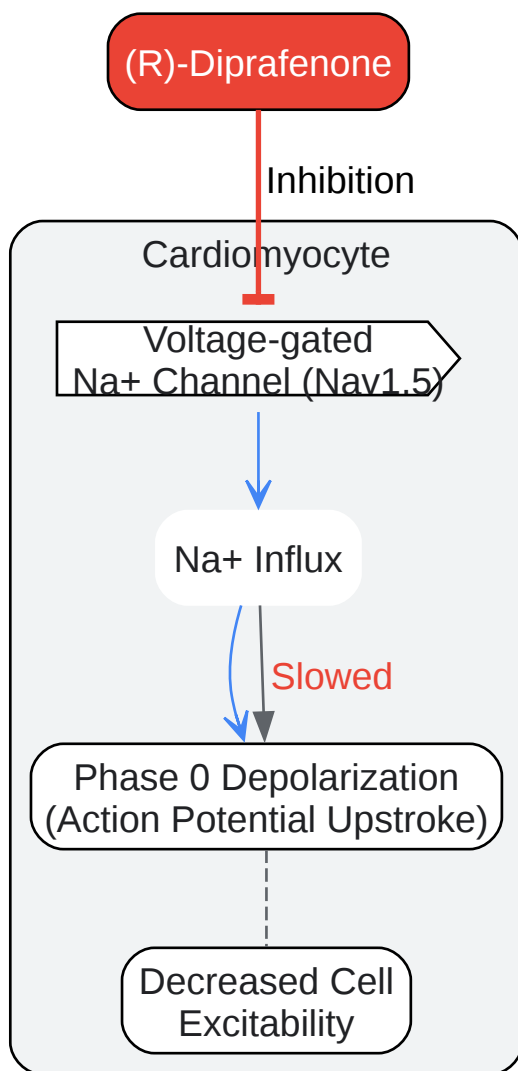 (R)-Diprafenone
Inhibition
Cardiomyocyte
Voltage-gated
Na+ Channel (Nav1.5)
Na+ Influx
Slowed
Phase 0 Depolarization
(Action Potential Upstroke)
Decreased Cell
Excitability